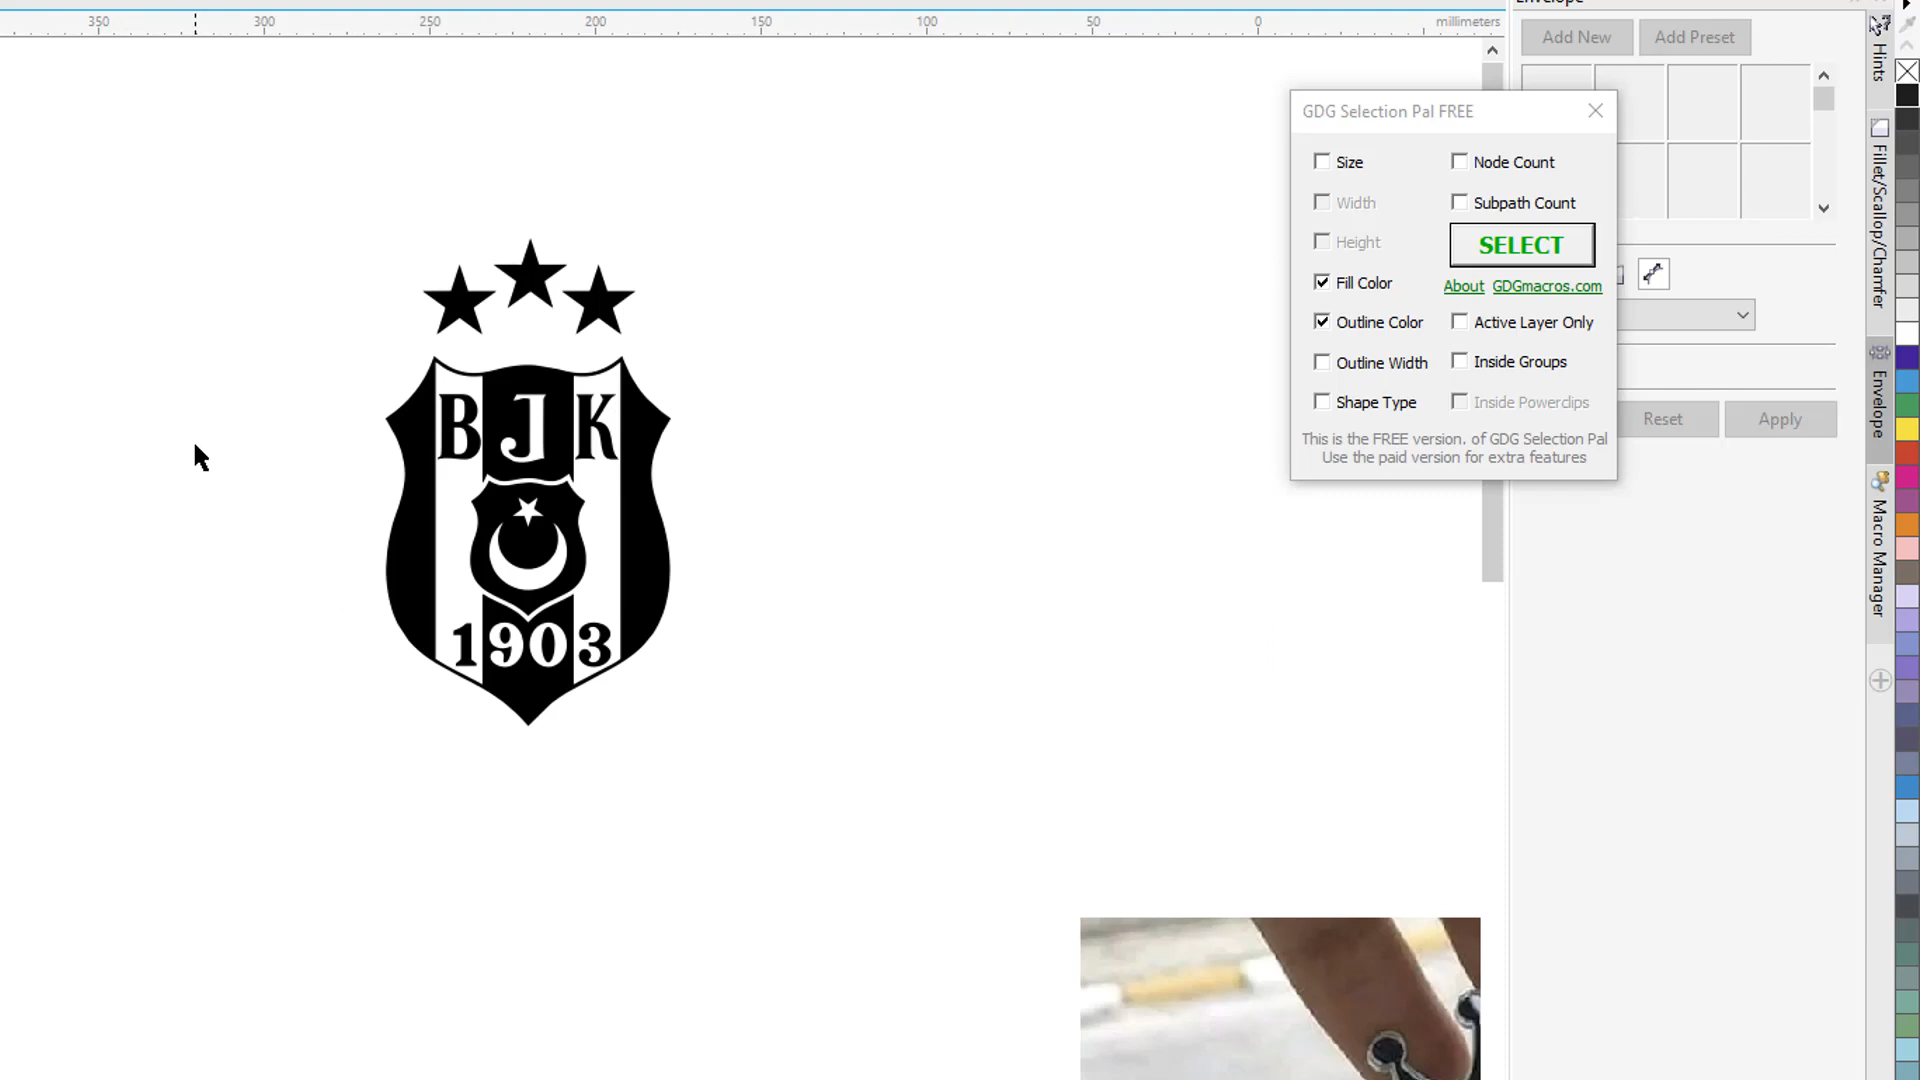 350 300 250 200 150 100 50 0 millimeters
Add New Add Preset
GDG Selection Pal FREE
Size Node Count
Width Subpath Count
Height SELECT
Fill Color About GDGmacros.com
Outline Color Active Layer Only
Outline Width Inside Groups
Shape Type Inside Powerclips
This is the FREE version. of GDG Selection Pal
Use the paid version for extra features
Reset Apply
Hints
Fillet/Scallop/Chamfer
Envelope
Macro Manager
BJK
1903